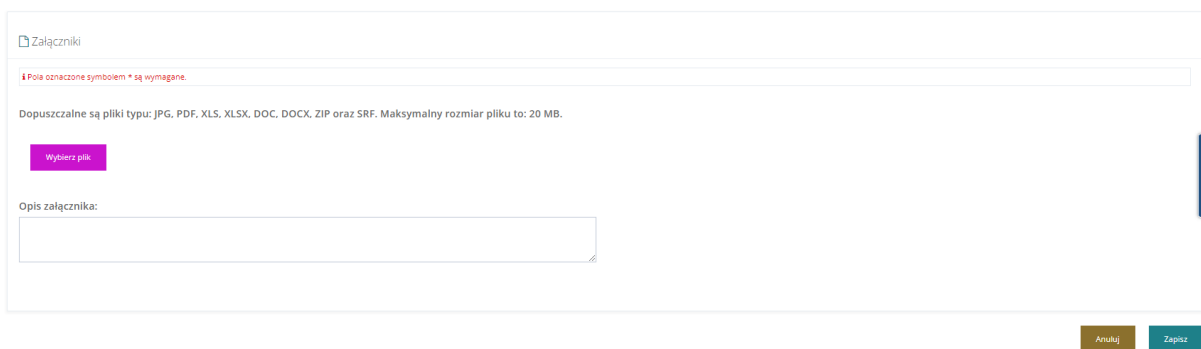 Załączniki
i Pola oznaczone symbolem * są wymagane.
Dopuszczalne są pliki typu: JPG, PDF, XLS, XLSX, DOC, DOCX, ZIP oraz SRF. Maksymalny rozmiar pliku to: 20 MB.
Wybierz plik
Opis załącznika:
Anuluj
Zapisz